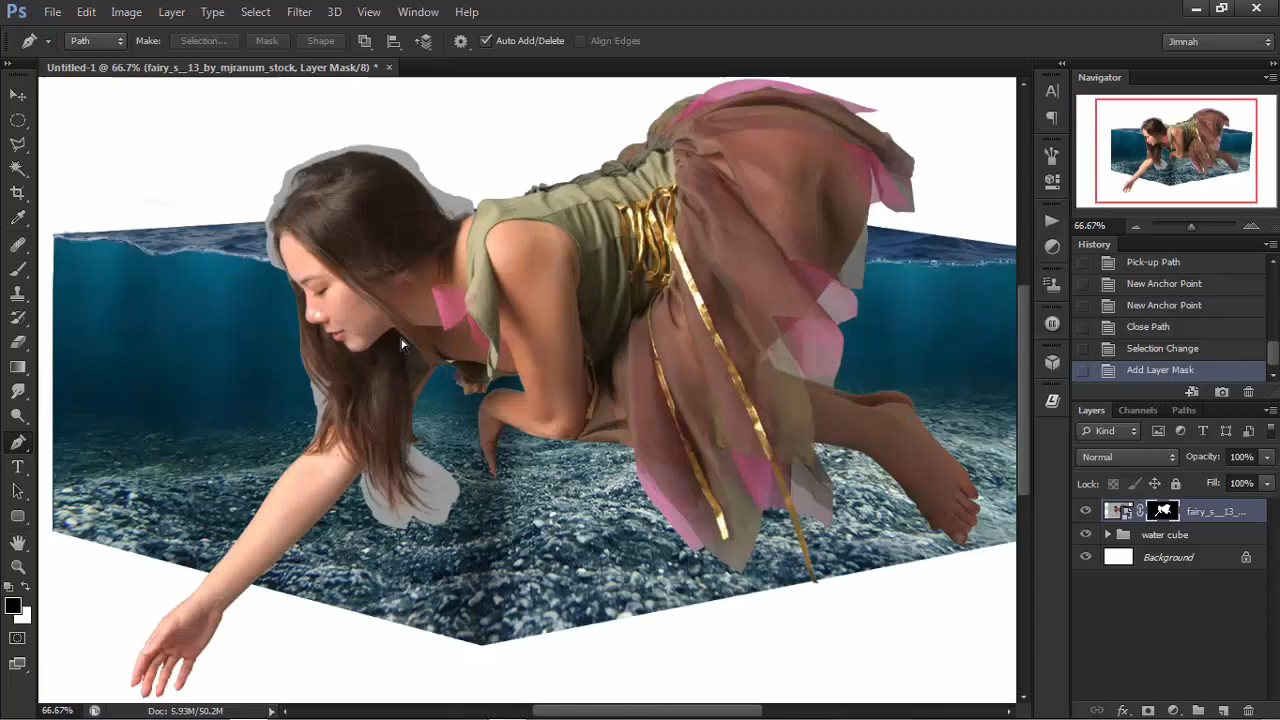 Ps File Edit Image Layer Type Select Filter 3D View Window Help
Path Make: Selection... Mask Shape Auto Add/Delete Align Edges Jimnah
Untitled-1 @ 66.7% (fairy_s__13_by_mjranum_stock, Layer Mask/8) * ×
Navigator
66.67%
History
Pick-up Path
New Anchor Point
New Anchor Point
Close Path
Selection Change
Add Layer Mask
Layers Channels Paths
Kind
Normal Opacity: 100%
Lock: Fill: 100%
fairy_s__13_...
water cube
Background
66.67% Doc: 5.93M/50.2M